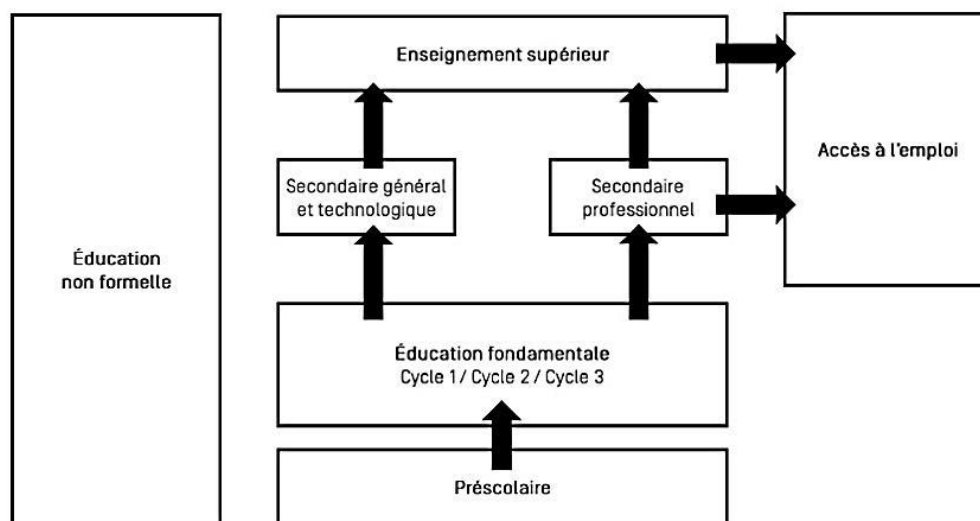 Enseignement supérieur
Accès à l'emploi
Secondaire général
et technologique
Secondaire
professionnel
Éducation
non formelle
Éducation fondamentale
Cycle 1 / Cycle 2 / Cycle 3
Préscolaire